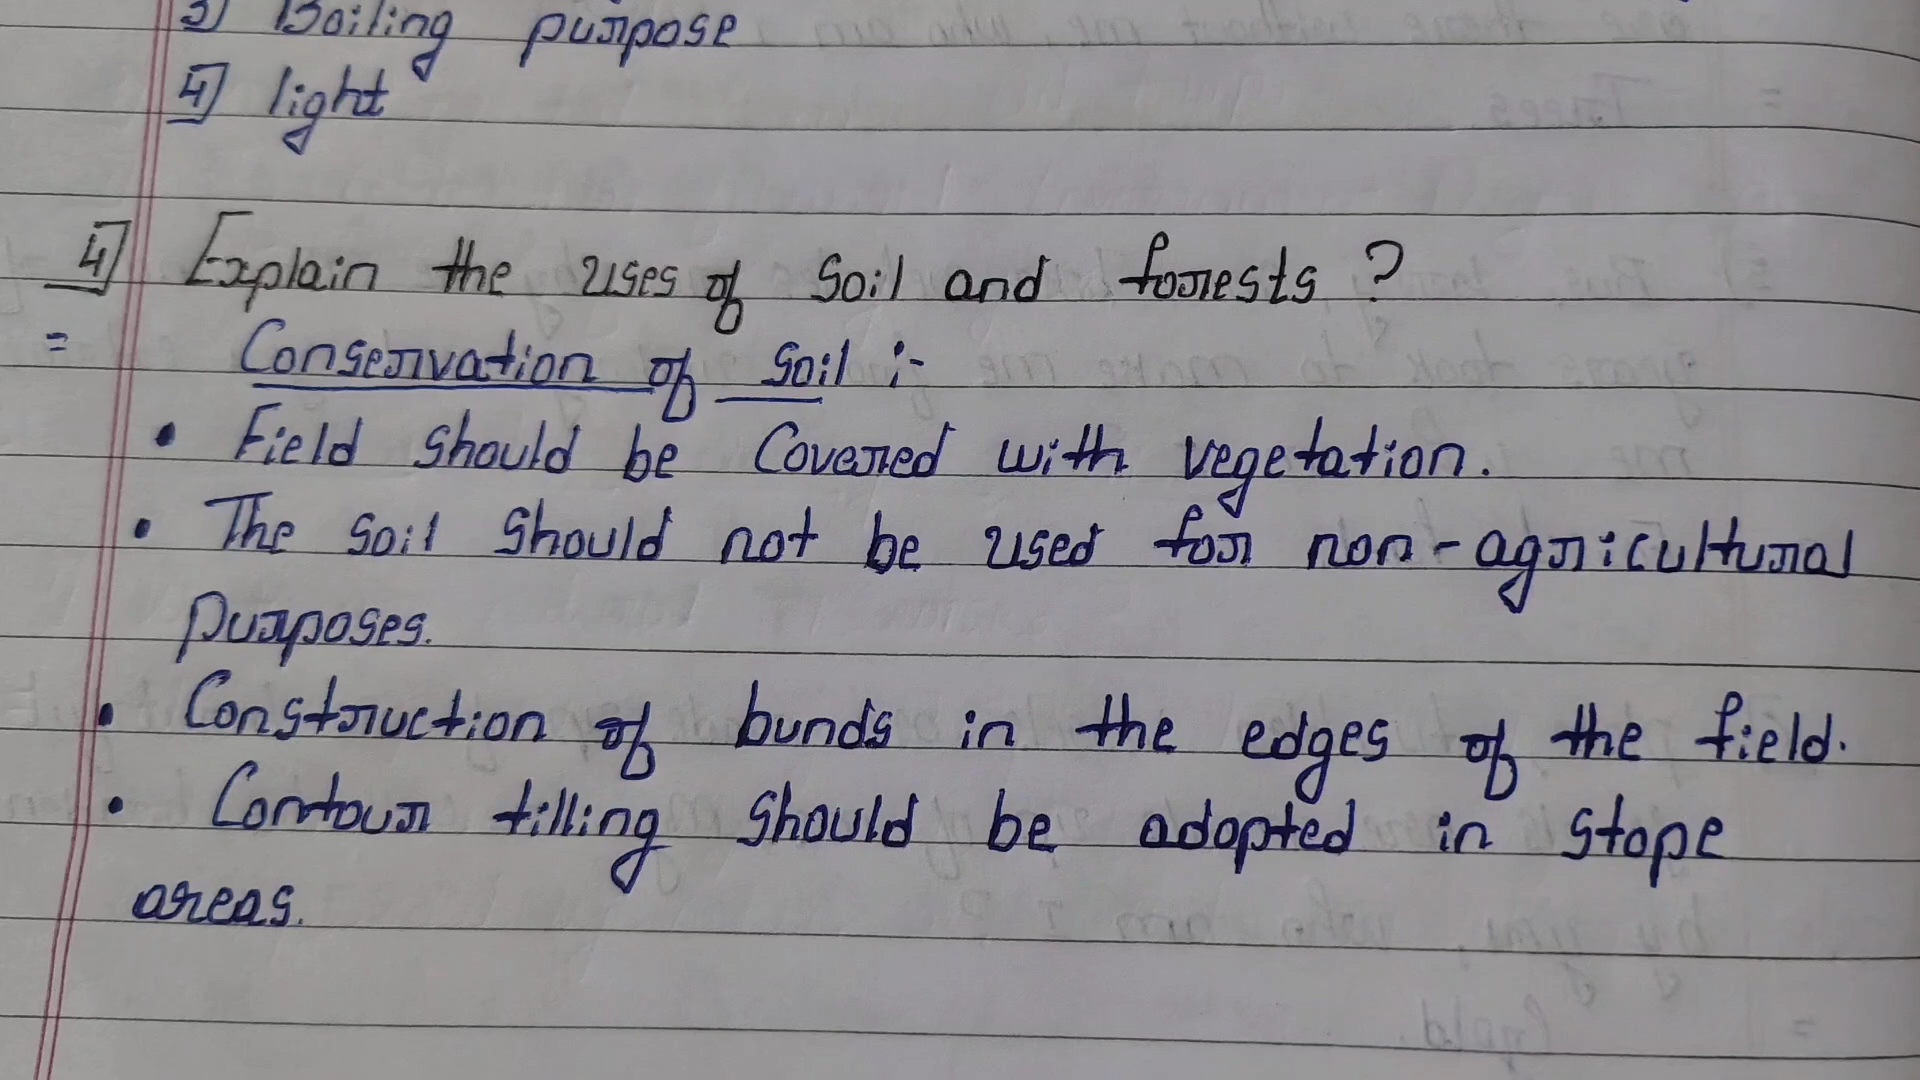 3) Boiling purpose
4] light
4] Explain the uses of soil and forests ?
= Conservation of soil :-
• Field should be Covered with vegetation.
• The soil should not be used for non-agricultural
purposes.
• Construction of bunds in the edges of the field.
• Contour tilling should be adopted in stope
areas.